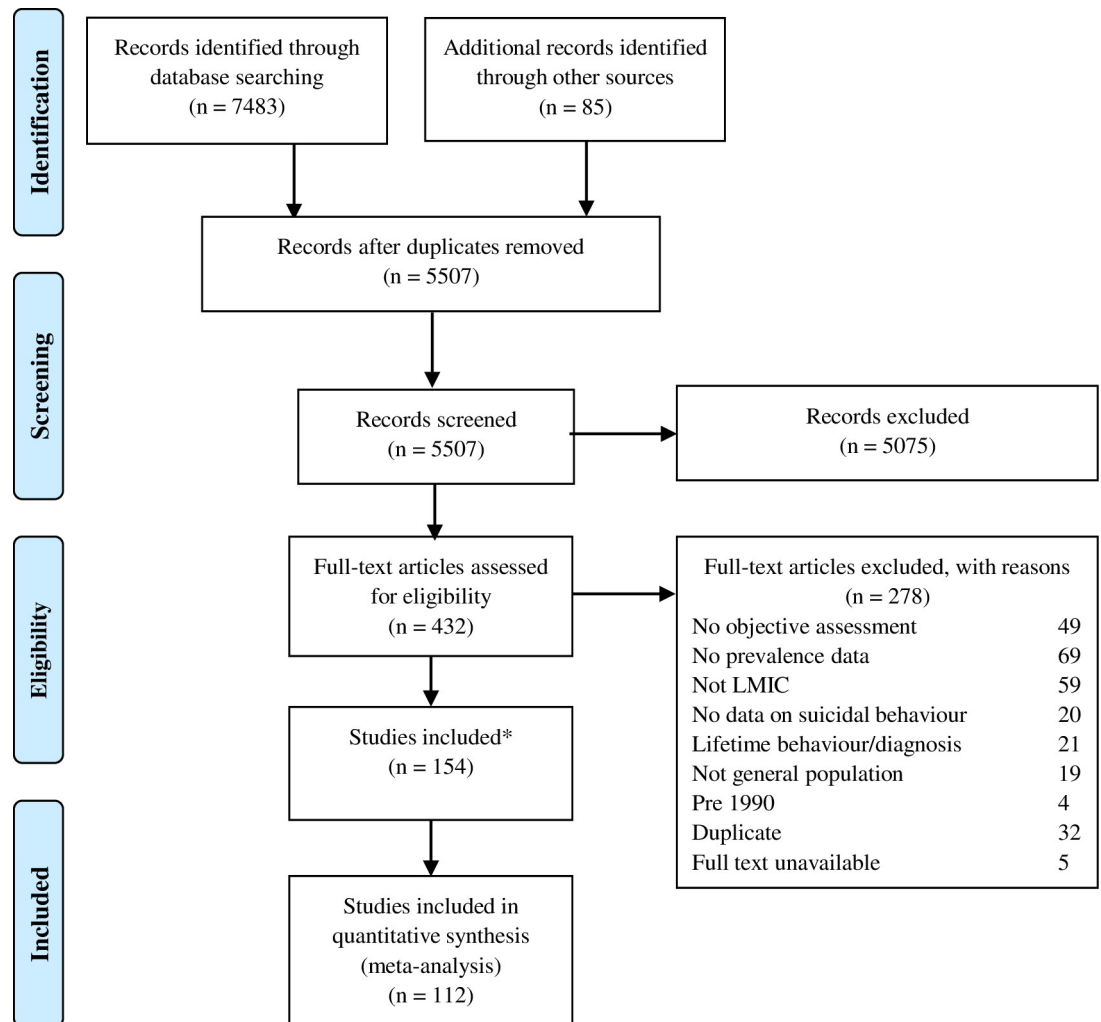 Identification
Records identified through
database searching
(n = 7483)
Additional records identified
through other sources
(n = 85)
Records after duplicates removed
(n = 5507)
Screening
Records screened
(n = 5507)
Records excluded
(n = 5075)
Eligibility
Full-text articles assessed
for eligibility
(n = 432)
Full-text articles excluded, with reasons
(n = 278)
No objective assessment 49
No prevalence data 69
Not LMIC 59
No data on suicidal behaviour 20
Lifetime behaviour/diagnosis 21
Not general population 19
Pre 1990 4
Duplicate 32
Full text unavailable 5
Studies included*
(n = 154)
Included
Studies included in
quantitative synthesis
(meta-analysis)
(n = 112)